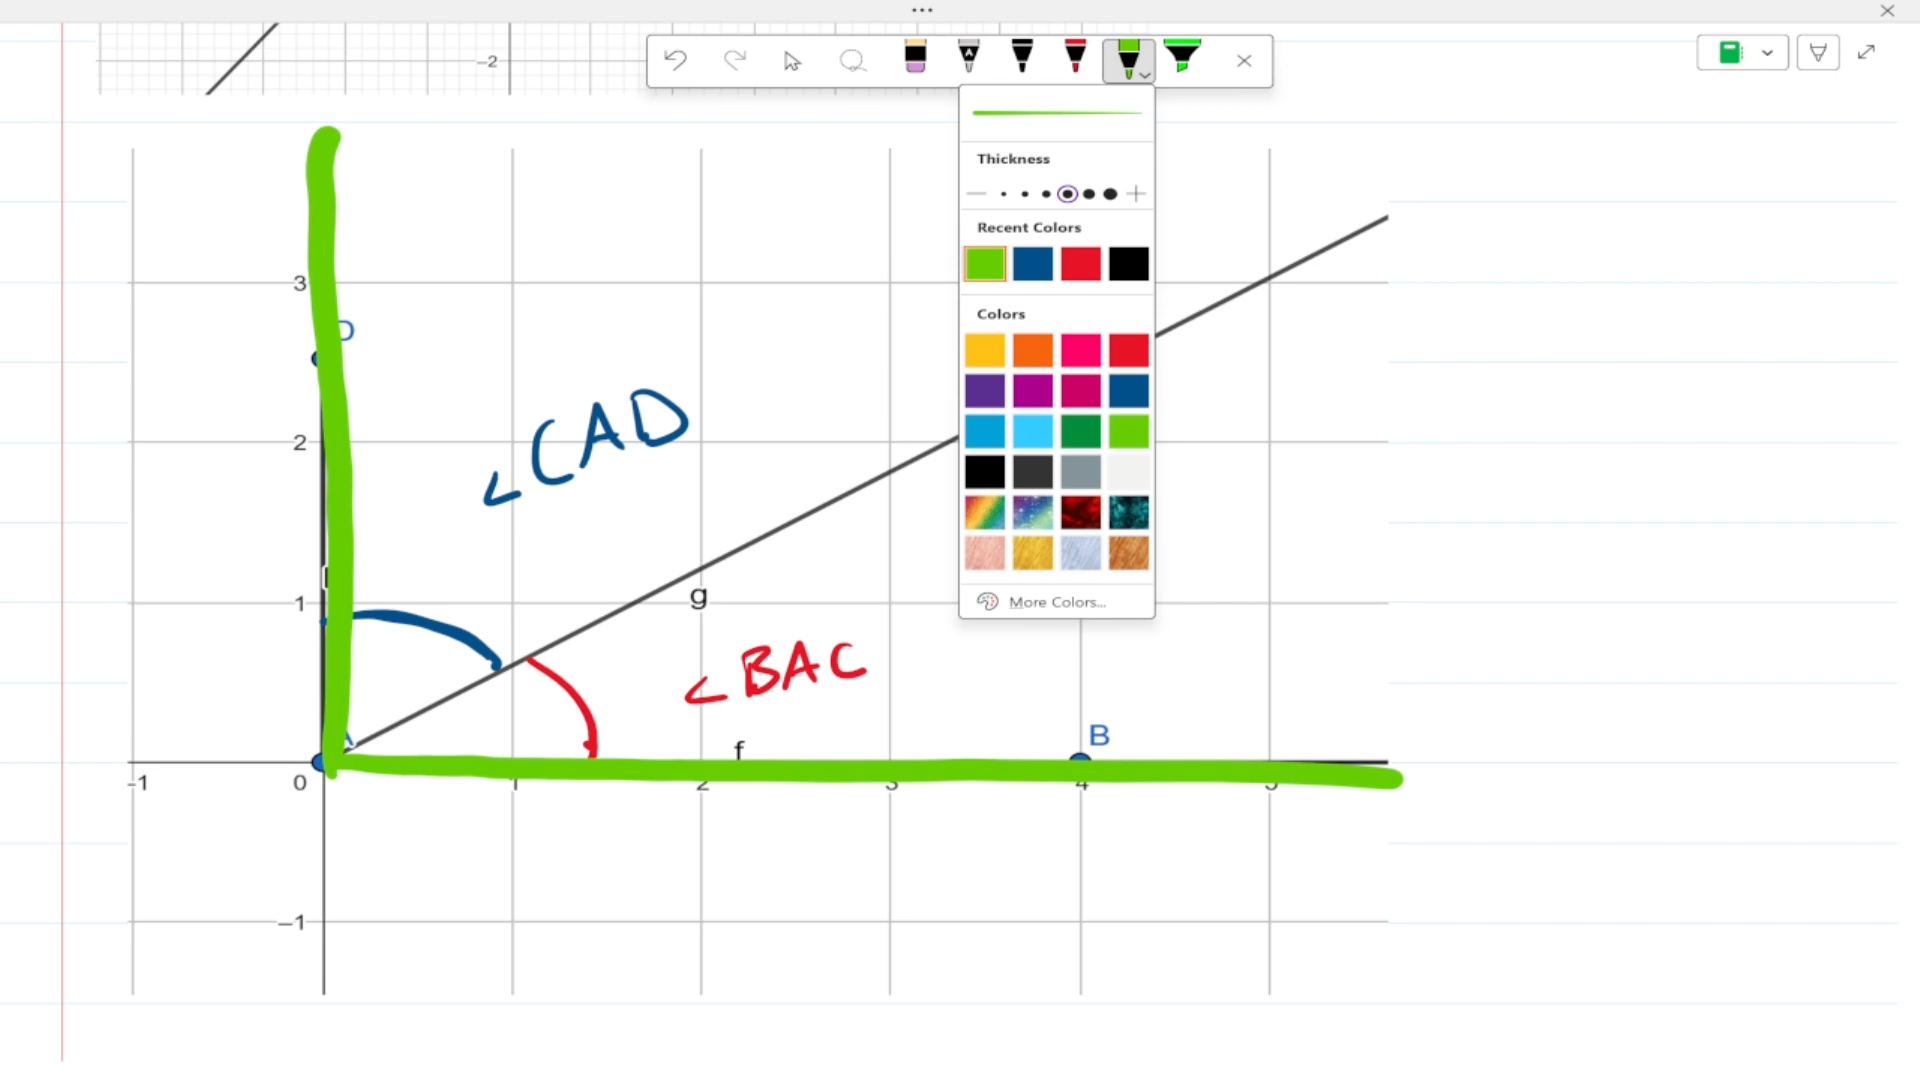 –2
Thickness
Recent Colors
3
Colors
D
2
<CAD
1
g
More Colors...
<BAC
A
f
B
-1
0
1
2
3
4
5
–1